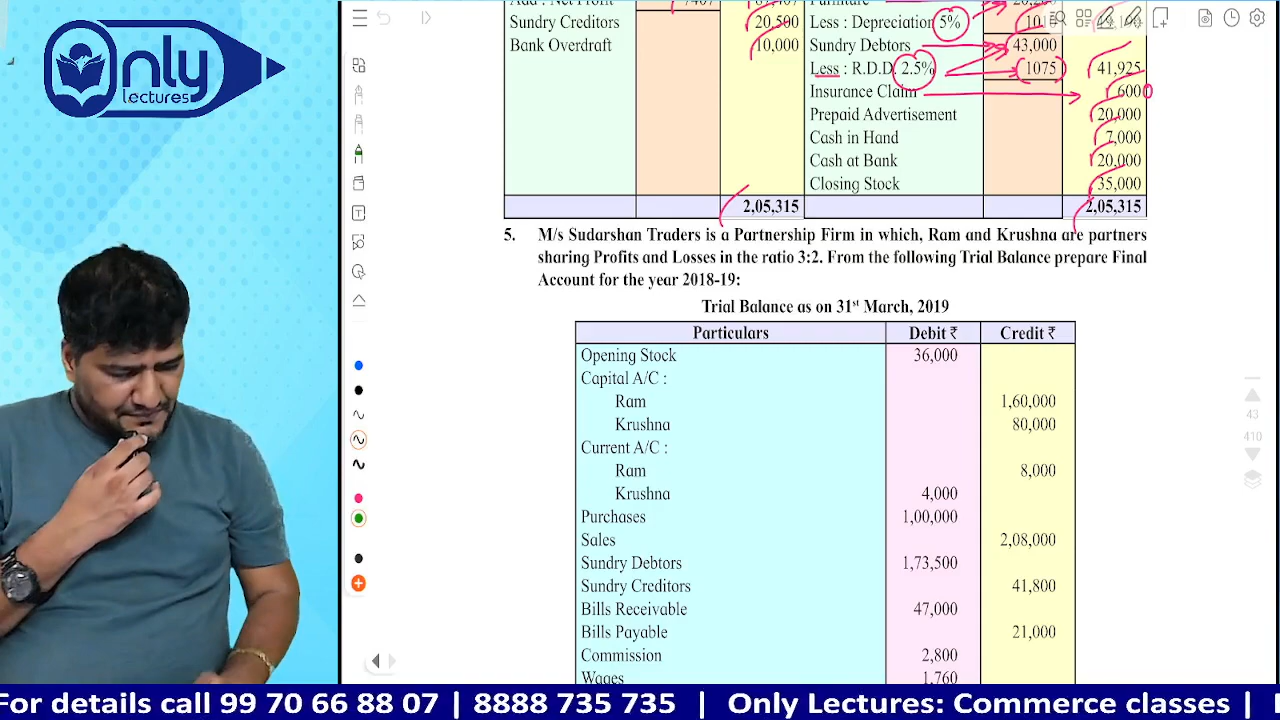 Only
lectures
Sundry Creditors 20,500
Bank Overdraft 10,000
Less : Depreciation 5%
Sundry Debtors 43,000
Less : R.D.D. 2.5% 1075 41,925
Insurance Claim 6000
Prepaid Advertisement 20,000
Cash in Hand 7,000
Cash at Bank 20,000
Closing Stock 35,000
2,05,315 2,05,315
5. M/s Sudarshan Traders is a Partnership Firm in which, Ram and Krushna are partners
sharing Profits and Losses in the ratio 3:2. From the following Trial Balance prepare Final
Account for the year 2018-19:
Trial Balance as on 31st March, 2019
Particulars Debit ₹ Credit ₹
Opening Stock 36,000
Capital A/C :
Ram 1,60,000
Krushna 80,000
Current A/C :
Ram 8,000
Krushna 4,000
Purchases 1,00,000
Sales 2,08,000
Sundry Debtors 1,73,500
Sundry Creditors 41,800
Bills Receivable 47,000
Bills Payable 21,000
Commission 2,800
Wages 1,760
43
410
For details call 99 70 66 88 07 | 8888 735 735 | Only Lectures: Commerce classes |